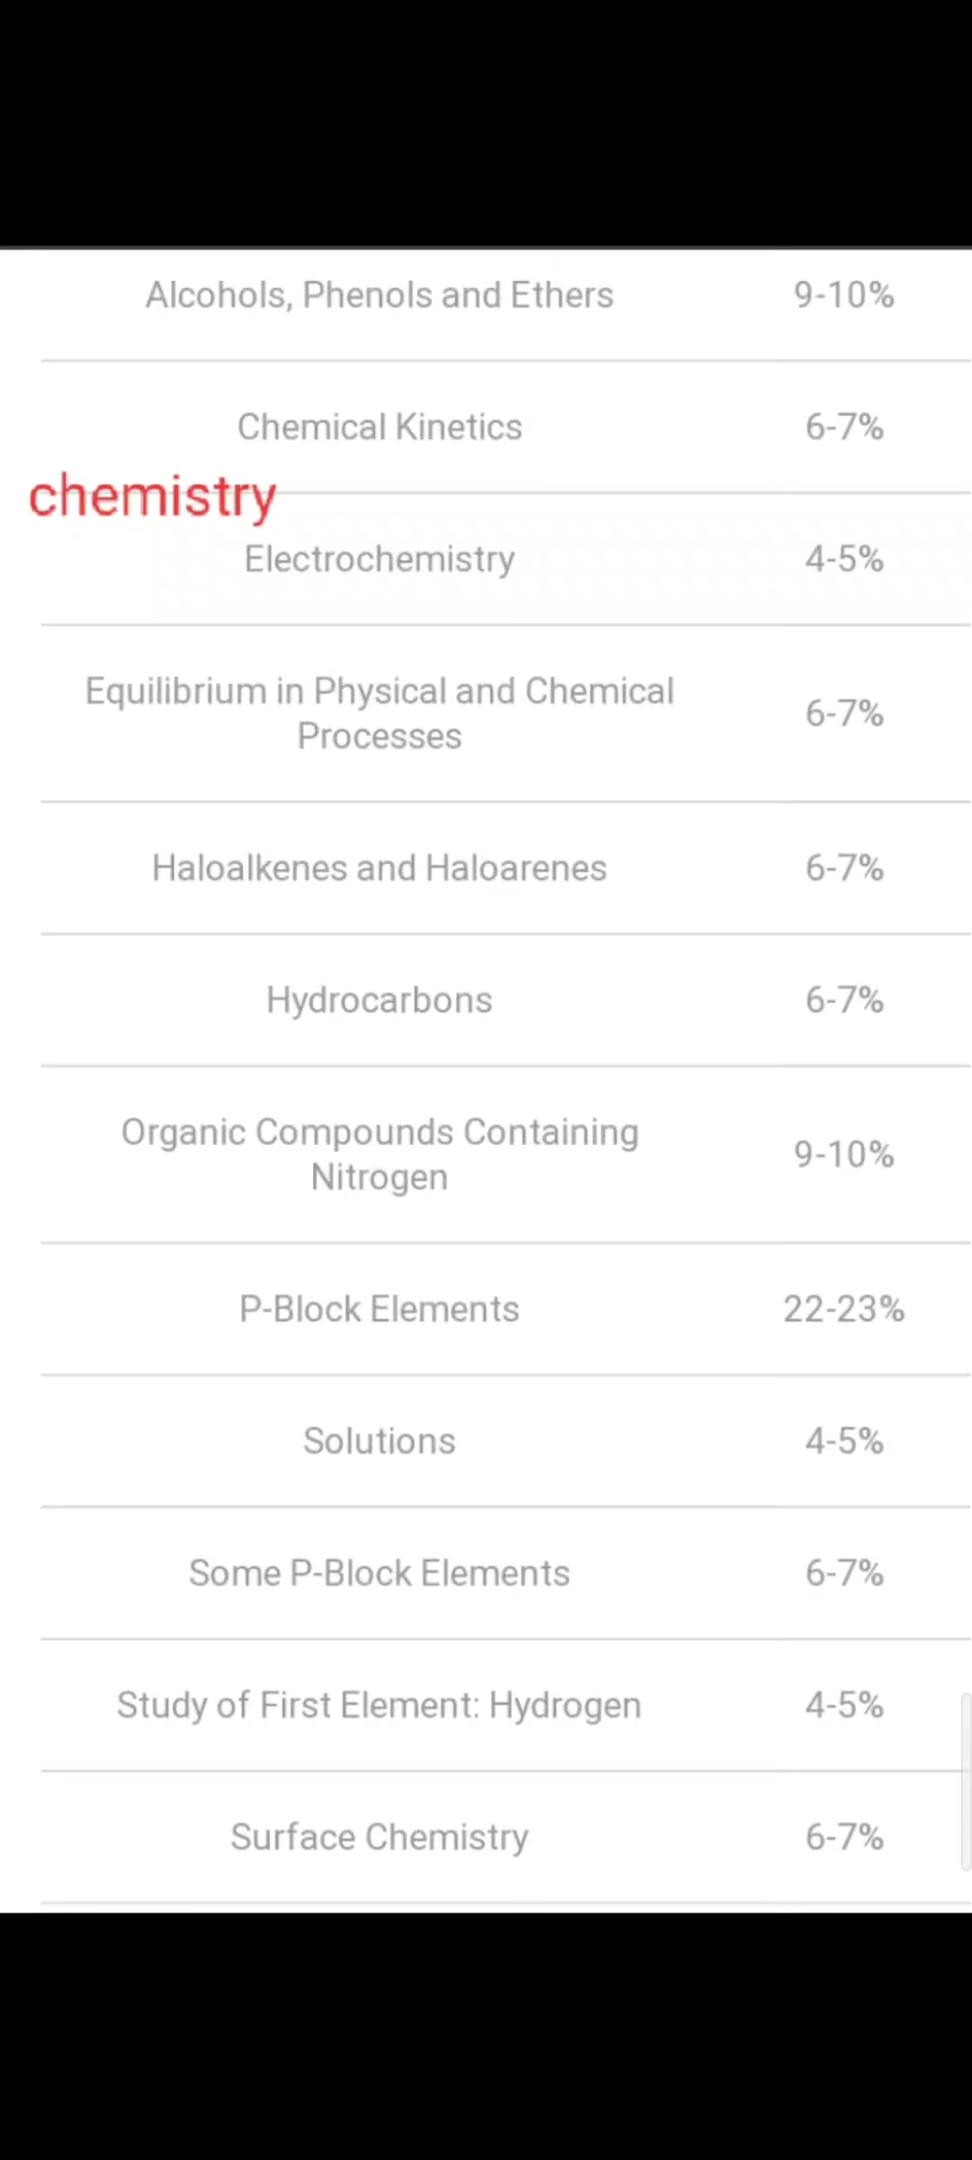 Alcohols, Phenols and Ethers 9-10%
Chemical Kinetics 6-7%
chemistry
Electrochemistry 4-5%
Equilibrium in Physical and Chemical
Processes 6-7%
Haloalkenes and Haloarenes 6-7%
Hydrocarbons 6-7%
Organic Compounds Containing
Nitrogen 9-10%
P-Block Elements 22-23%
Solutions 4-5%
Some P-Block Elements 6-7%
Study of First Element: Hydrogen 4-5%
Surface Chemistry 6-7%